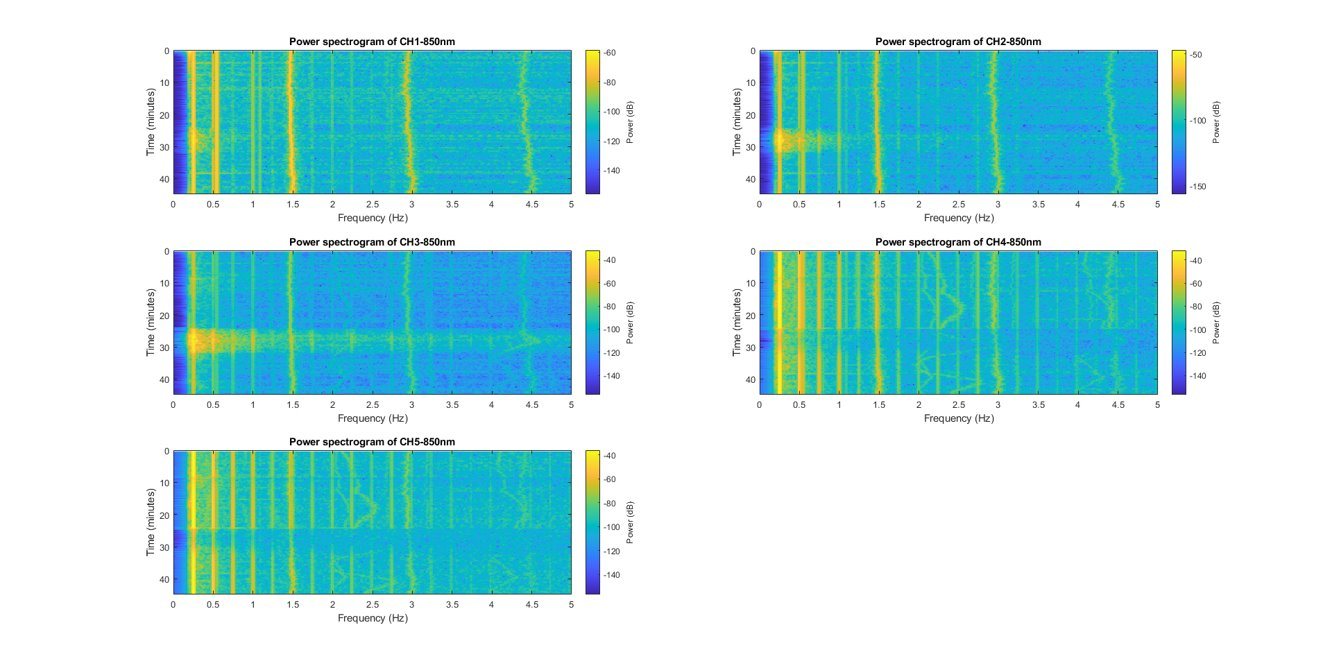 Power spectrogram of CH1-850nm
Time (minutes)
0
10
20
30
40
0 0.5 1 1.5 2 2.5 3 3.5 4 4.5 5
Frequency (Hz)
-60
-80
-100
-120
-140
Power (dB)
Power spectrogram of CH2-850nm
Time (minutes)
0
10
20
30
40
0 0.5 1 1.5 2 2.5 3 3.5 4 4.5 5
Frequency (Hz)
-50
-100
-150
Power (dB)
Power spectrogram of CH3-850nm
Time (minutes)
0
10
20
30
40
0 0.5 1 1.5 2 2.5 3 3.5 4 4.5 5
Frequency (Hz)
-40
-60
-80
-100
-120
-140
Power (dB)
Power spectrogram of CH4-850nm
Time (minutes)
0
10
20
30
40
0 0.5 1 1.5 2 2.5 3 3.5 4 4.5 5
Frequency (Hz)
-40
-60
-80
-100
-120
-140
Power (dB)
Power spectrogram of CH5-850nm
Time (minutes)
0
10
20
30
40
0 0.5 1 1.5 2 2.5 3 3.5 4 4.5 5
Frequency (Hz)
-40
-60
-80
-100
-120
-140
Power (dB)